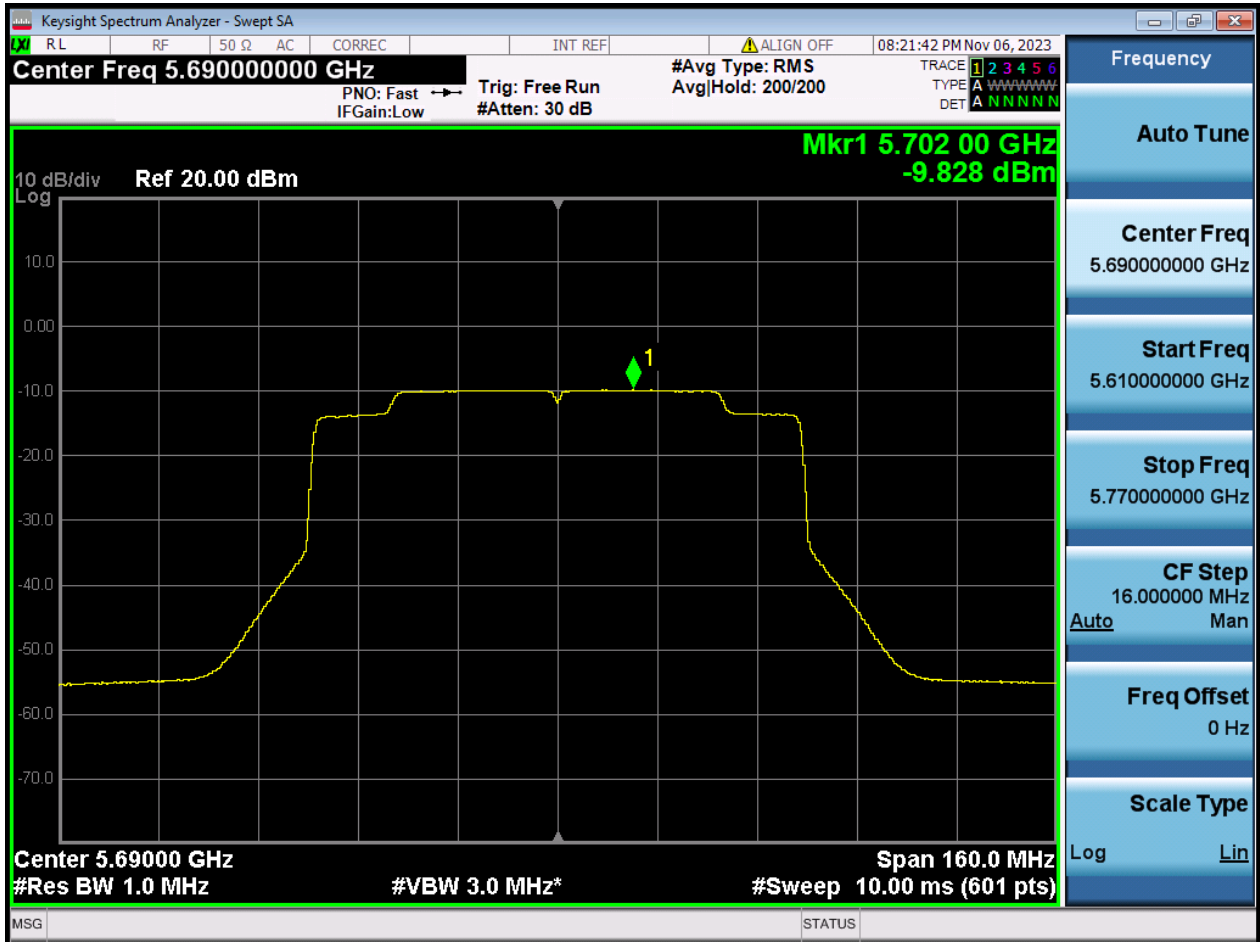 Keysight Spectrum Analyzer - Swept SA
LXI RL RF 50 Ω AC CORREC INT REF ALIGN OFF 08:21:42 PM Nov 06, 2023
Center Freq 5.690000000 GHz
PNO: Fast
IFGain:Low
Trig: Free Run
#Atten: 30 dB
#Avg Type: RMS
Avg|Hold: 200/200
TRACE 1 2 3 4 5 6
TYPE A WWWWW
DET A N N N N N
Mkr1 5.702 00 GHz
-9.828 dBm
10 dB/div Ref 20.00 dBm
Log
1
10.0
0.00
-10.0
-20.0
-30.0
-40.0
-50.0
-60.0
-70.0
Center 5.69000 GHz Span 160.0 MHz
#Res BW 1.0 MHz #VBW 3.0 MHz* #Sweep 10.00 ms (601 pts)
MSG STATUS
Frequency
Auto Tune
Center Freq
5.690000000 GHz
Start Freq
5.610000000 GHz
Stop Freq
5.770000000 GHz
CF Step
16.000000 MHz
Auto Man
Freq Offset
0 Hz
Scale Type
Log Lin